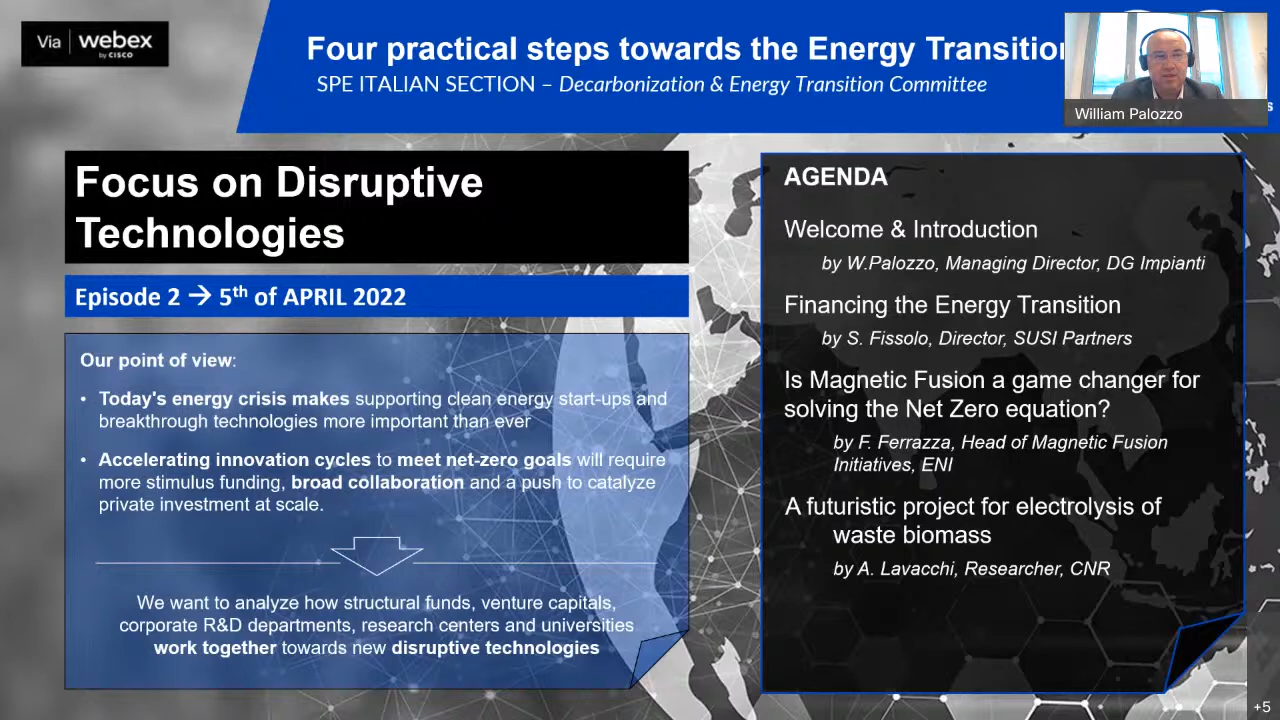 Via webex
by CISCO
Four practical steps towards the Energy Transition
SPE ITALIAN SECTION – Decarbonization & Energy Transition Committee
William Palozzo
Focus on Disruptive
Technologies
Episode 2 → 5th of APRIL 2022
Our point of view:
• Today's energy crisis makes supporting clean energy start-ups and
breakthrough technologies more important than ever
• Accelerating innovation cycles to meet net-zero goals will require
more stimulus funding, broad collaboration and a push to catalyze
private investment at scale.
We want to analyze how structural funds, venture capitals,
corporate R&D departments, research centers and universities
work together towards new disruptive technologies
AGENDA
Welcome & Introduction
by W.Palozzo, Managing Director, DG Impianti
Financing the Energy Transition
by S. Fissolo, Director, SUSI Partners
Is Magnetic Fusion a game changer for
solving the Net Zero equation?
by F. Ferrazza, Head of Magnetic Fusion
Initiatives, ENI
A futuristic project for electrolysis of
waste biomass
by A. Lavacchi, Researcher, CNR
+5